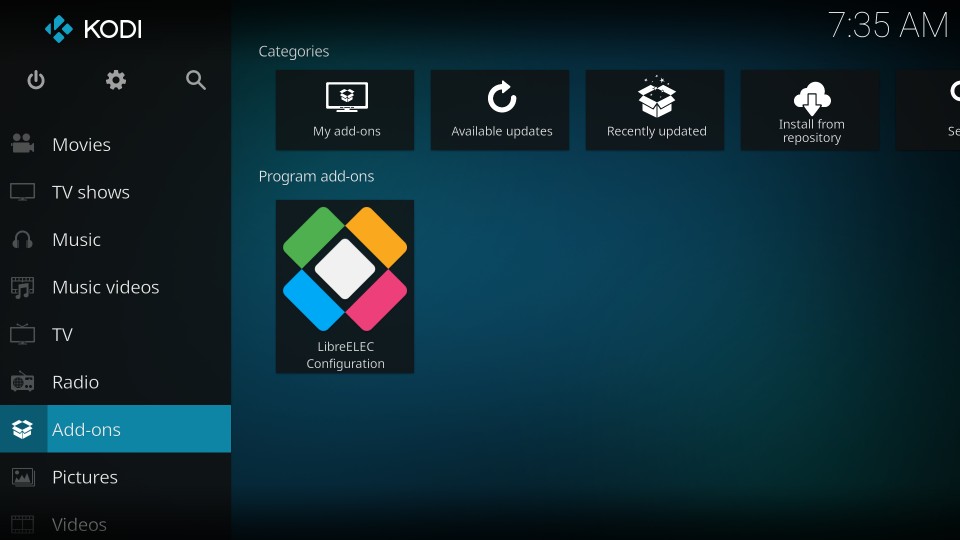 KODI
7:35 AM
Movies
TV shows
Music
Music videos
TV
Radio
Add-ons
Pictures
Videos
Categories
My add-ons
Available updates
Recently updated
Install from
repository
Se
Program add-ons
LibreELEC
Configuration